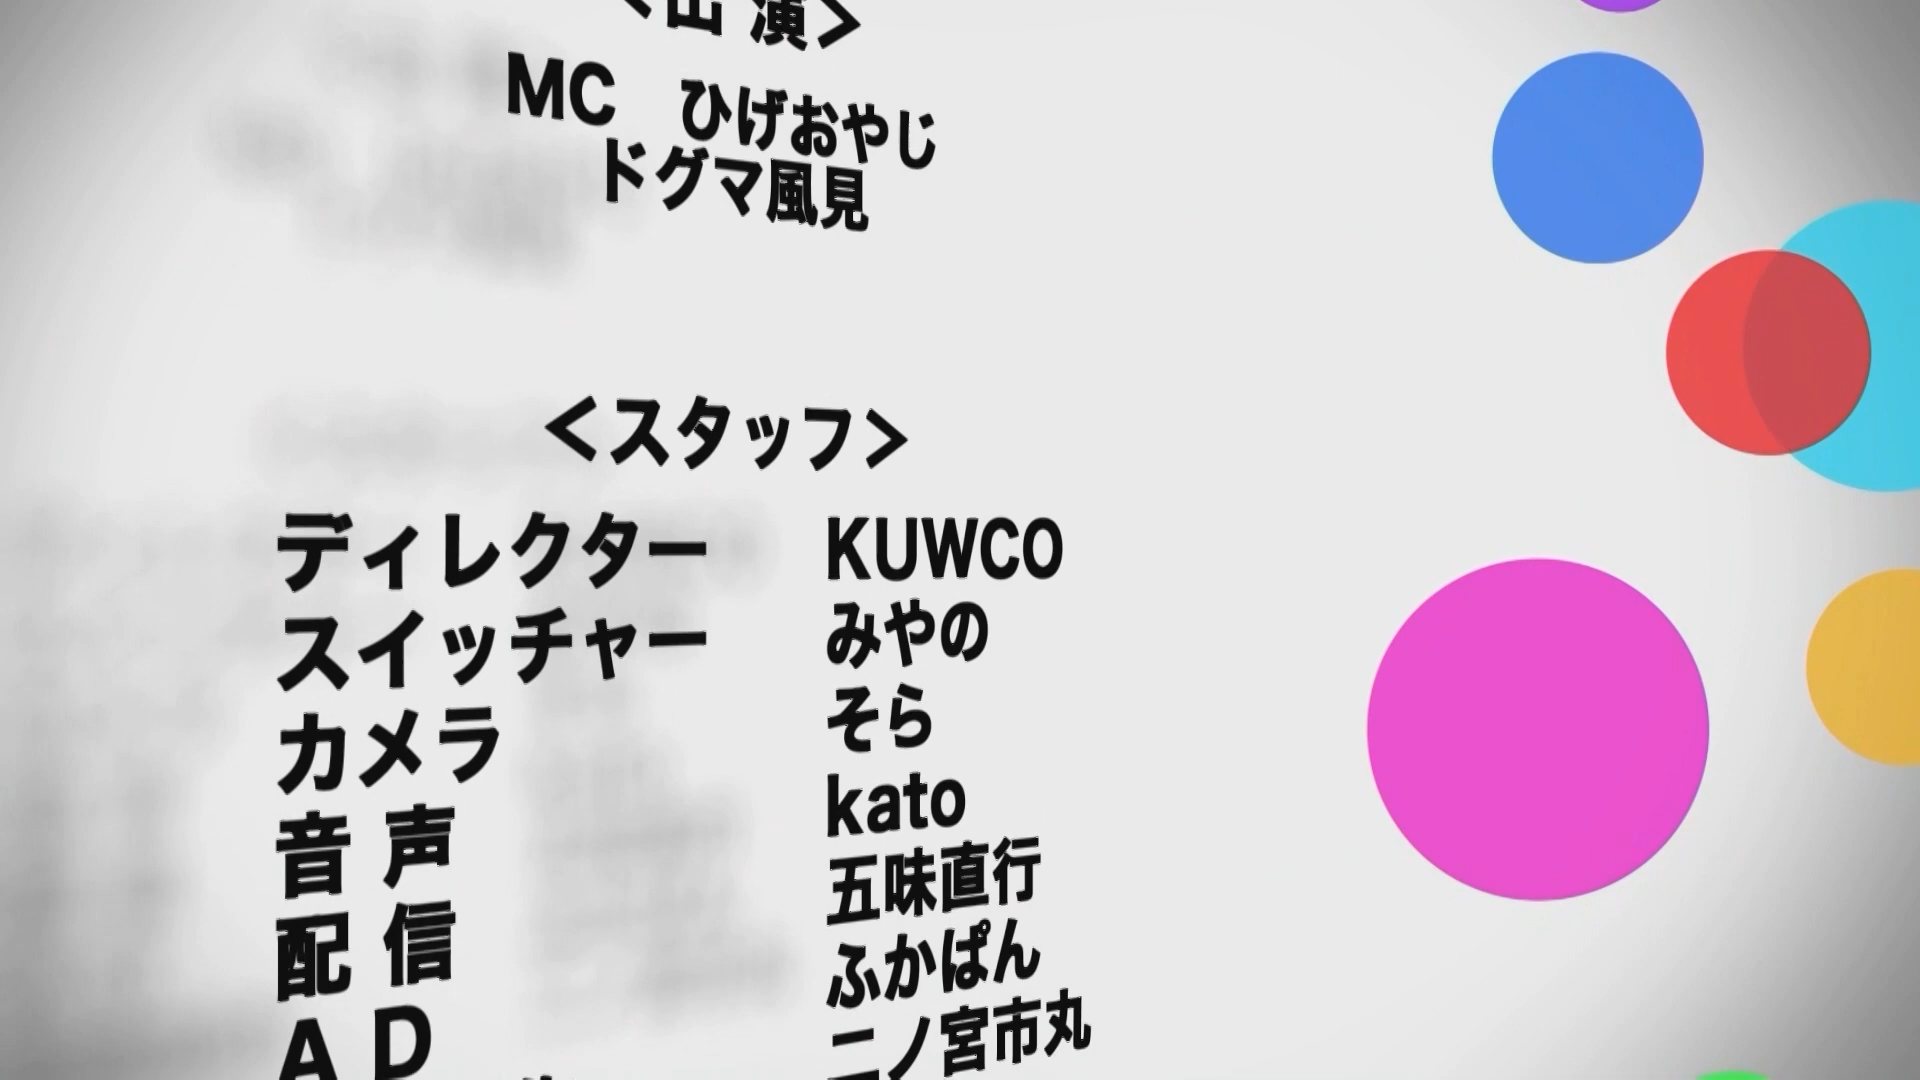 <出 演>
MC ひげおやじ
ドグマ風見
<スタッフ>
ディレクター KUWCO
スイッチャー みやの
カメラ そら
音 声 kato
配 信 五味直行
A D ふかぱん
二ノ宮市丸